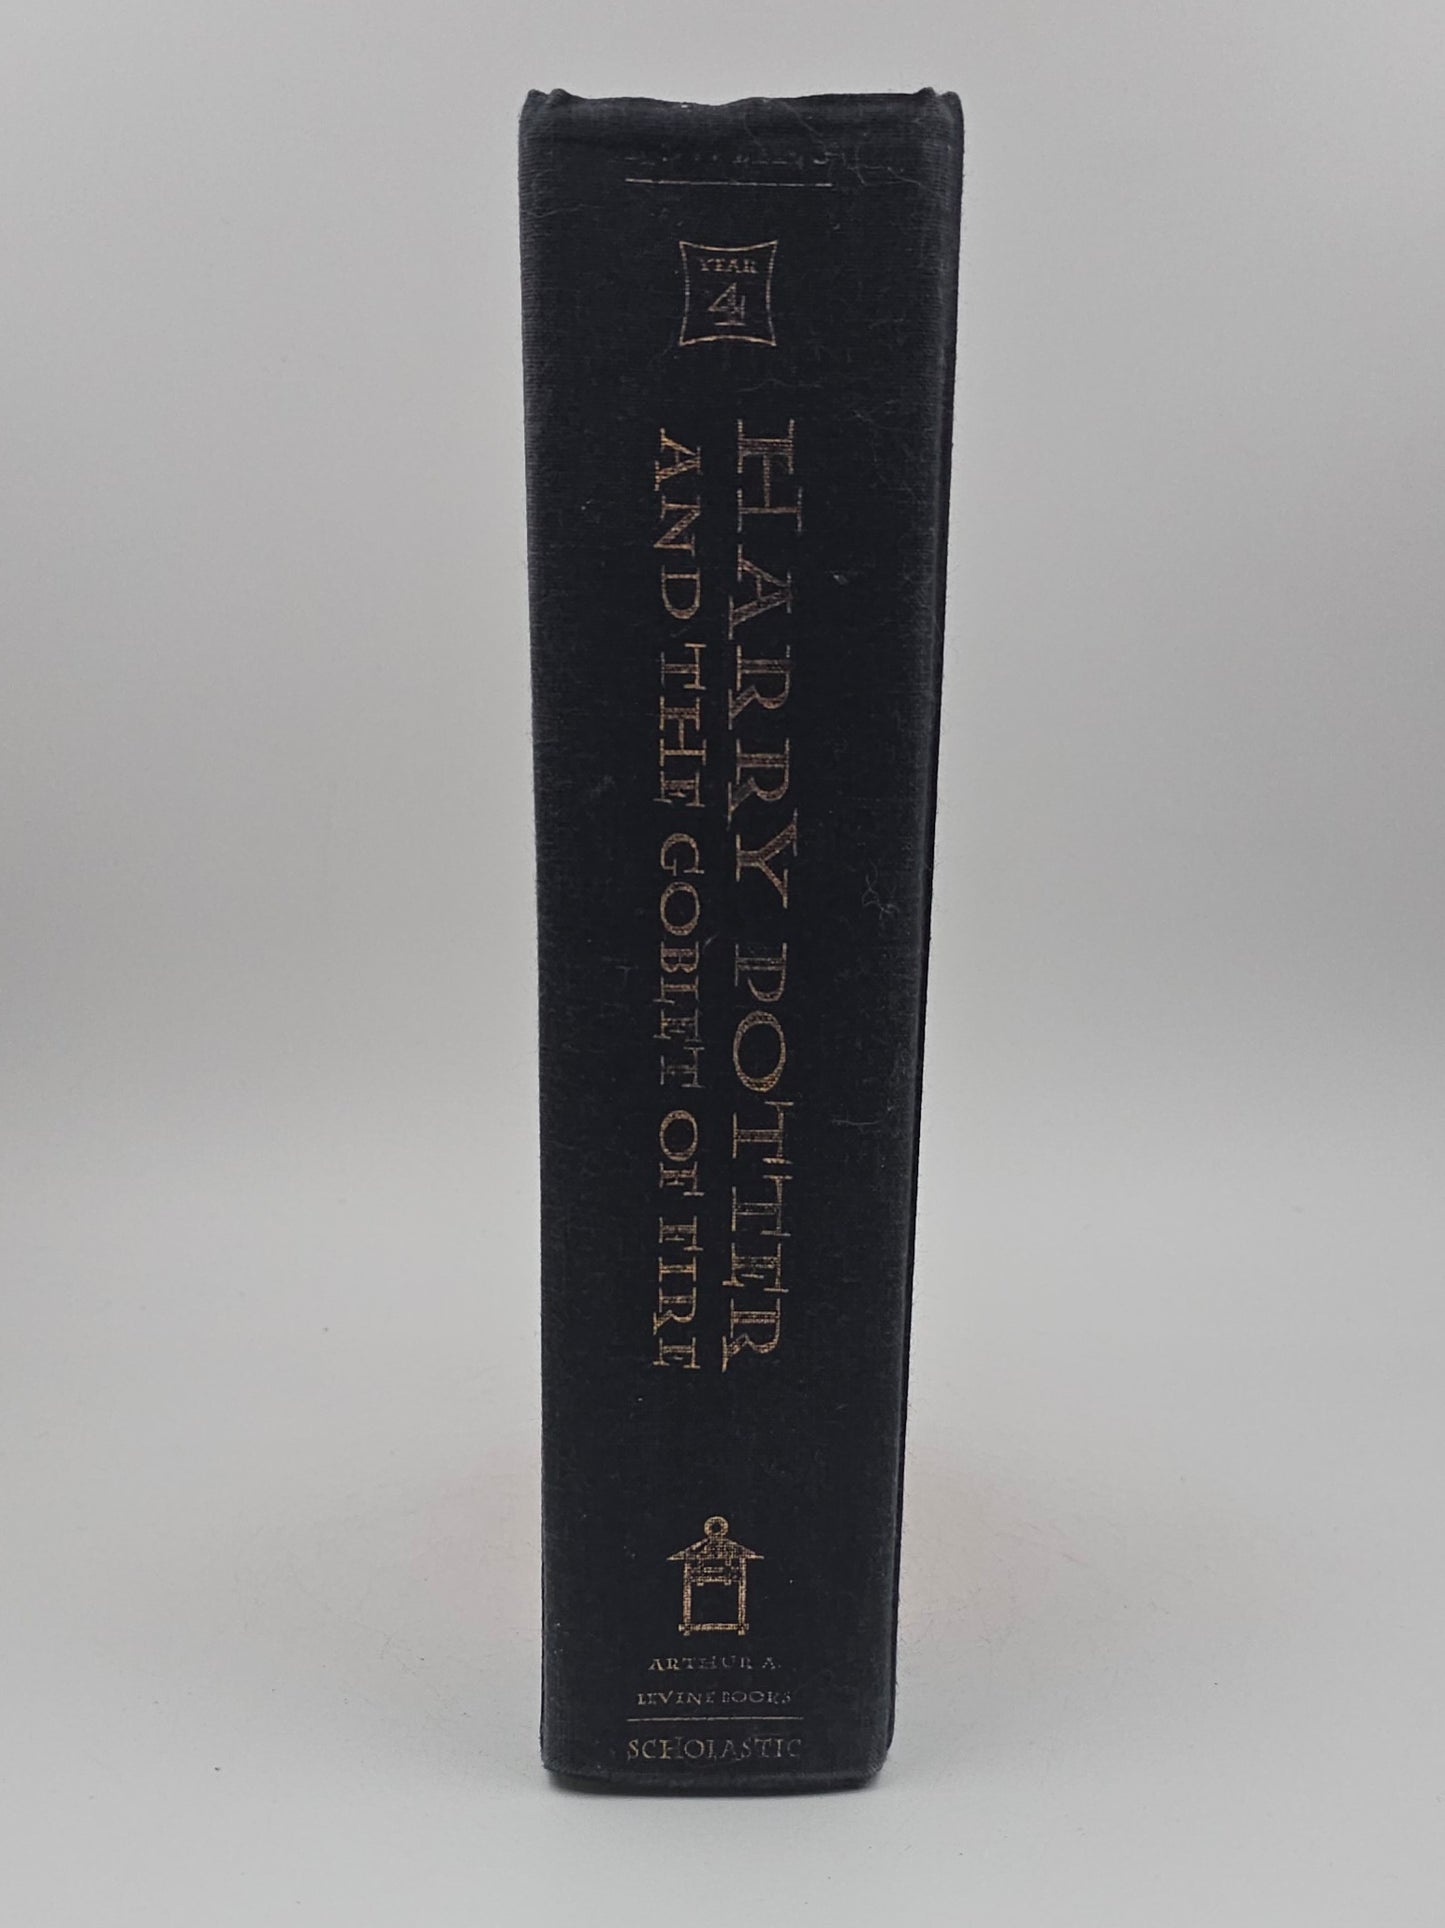 YEAR
4
HARRY POTTER
AND THE GOBLET OF FIRE
ARTHUR A.
LEVINE BOOKS
SCHOLASTIC